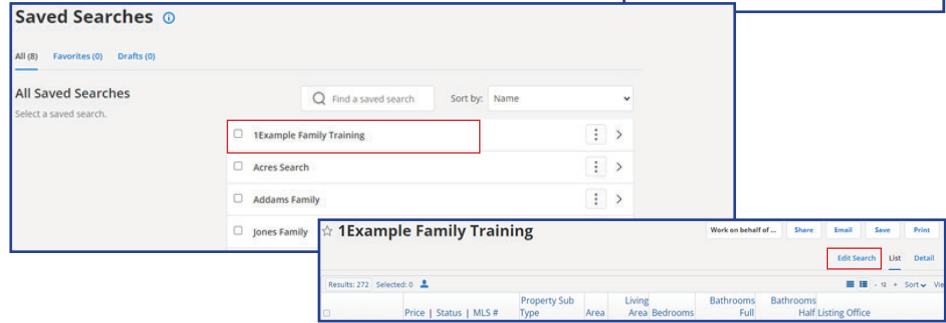 Saved Searches
All (8) Favorites (0) Drafts (0)
All Saved Searches
Select a saved search.
Find a saved search
Sort by: Name
1Example Family Training
Acres Search
Addams Family
Jones Family
1Example Family Training
Work on behalf of ... Share Email Save Print
Edit Search List Detail
Results: 272 Selected: 0
- 12 + Sort Vie
Price | Status | MLS # Property Sub Type Area Living Area Bedrooms Bathrooms Full Bathrooms Half Listing Office